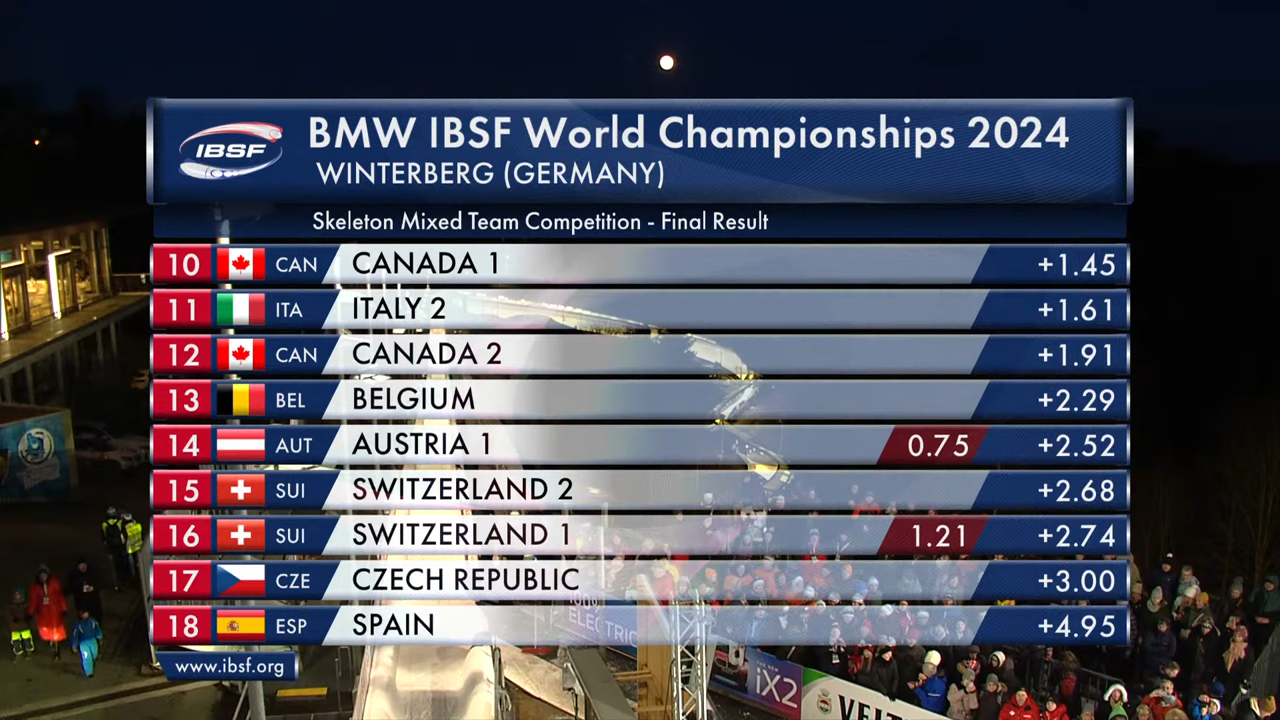 IBSF
BMW IBSF World Championships 2024
WINTERBERG (GERMANY)
Skeleton Mixed Team Competition - Final Result
10 CAN CANADA 1 +1.45
11 ITA ITALY 2 +1.61
12 CAN CANADA 2 +1.91
13 BEL BELGIUM +2.29
14 AUT AUSTRIA 1 0.75 +2.52
15 SUI SWITZERLAND 2 +2.68
16 SUI SWITZERLAND 1 1.21 +2.74
17 CZE CZECH REPUBLIC +3.00
18 ESP SPAIN +4.95
www.ibsf.org
ELECTRIC
THE NEW
iX2